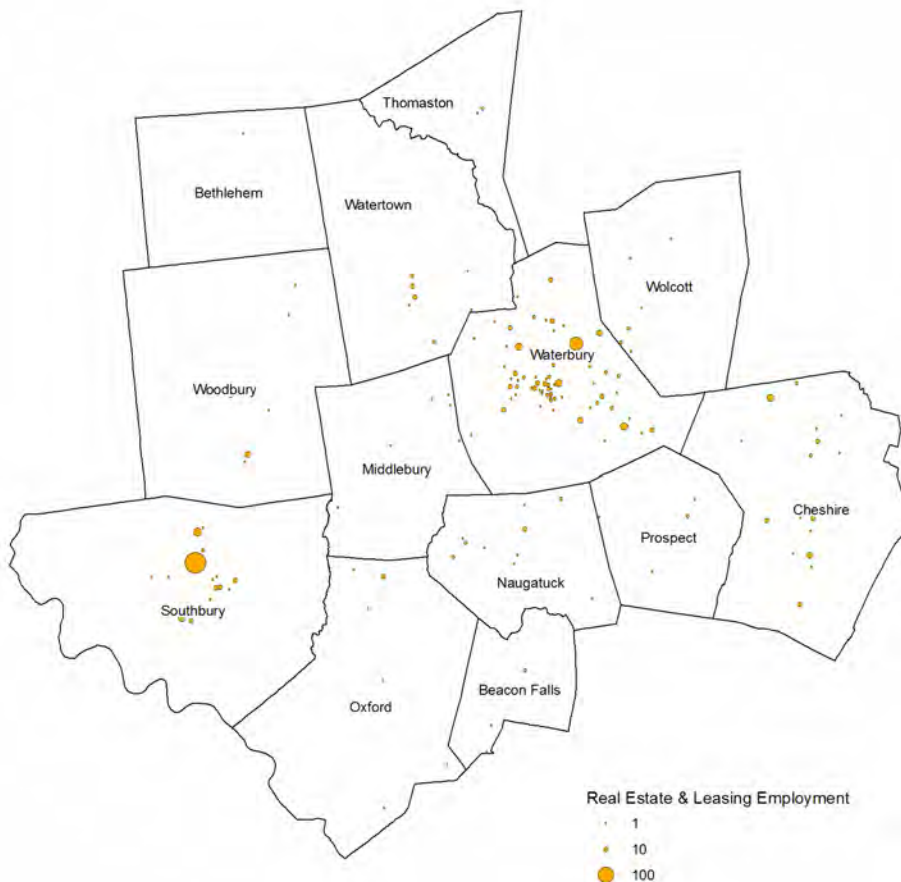 Thomaston
Bethlehem
Watertown
Wolcott
Waterbury
Woodbury
Middlebury
Cheshire
Prospect
Naugatuck
Southbury
Beacon Falls
Oxford
Real Estate & Leasing Employment
1
10
100